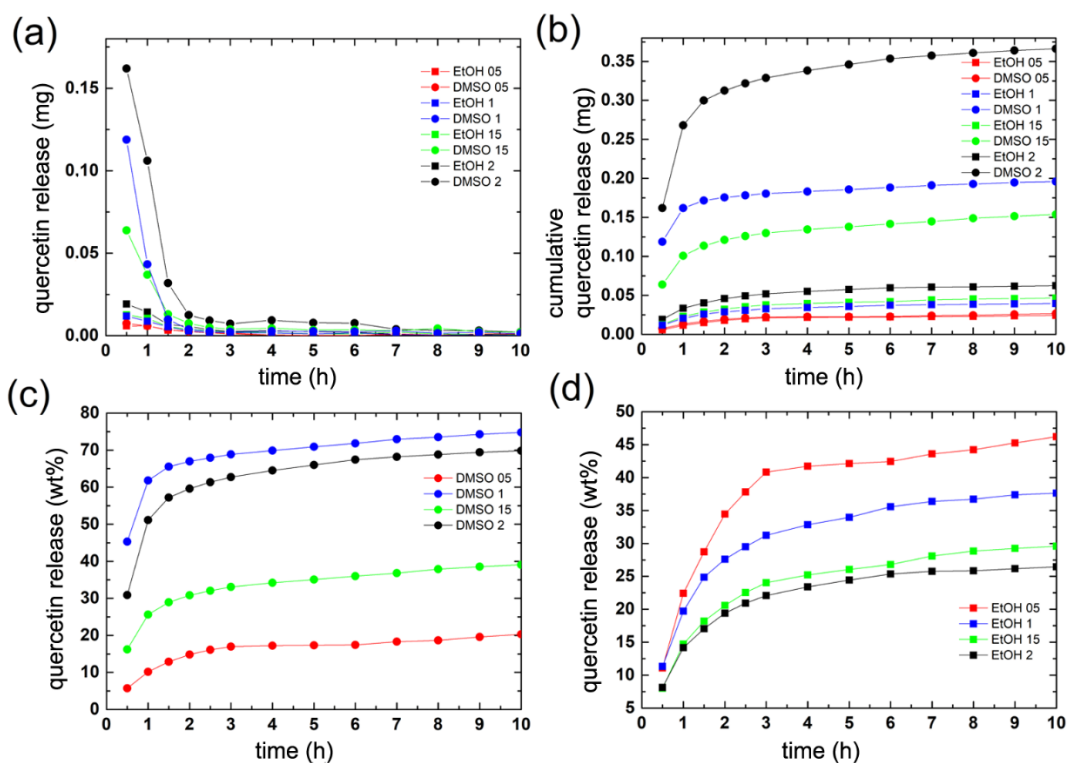 (a)
quercetin release (mg)
0.15
0.10
0.05
0.00
EtOH 05
DMSO 05
EtOH 1
DMSO 1
EtOH 15
DMSO 15
EtOH 2
DMSO 2
0 1 2 3 4 5 6 7 8 9 10
time (h)
(b)
cumulative
quercetin release (mg)
0.35
0.30
0.25
0.20
0.15
0.10
0.05
0.00
EtOH 05
DMSO 05
EtOH 1
DMSO 1
EtOH 15
DMSO 15
EtOH 2
DMSO 2
0 1 2 3 4 5 6 7 8 9 10
time (h)
(c)
quercetin release (wt%)
80
70
60
50
40
30
20
10
0
DMSO 05
DMSO 1
DMSO 15
DMSO 2
0 1 2 3 4 5 6 7 8 9 10
time (h)
(d)
quercetin release (wt%)
50
45
40
35
30
25
20
15
10
5
EtOH 05
EtOH 1
EtOH 15
EtOH 2
0 1 2 3 4 5 6 7 8 9 10
time (h)